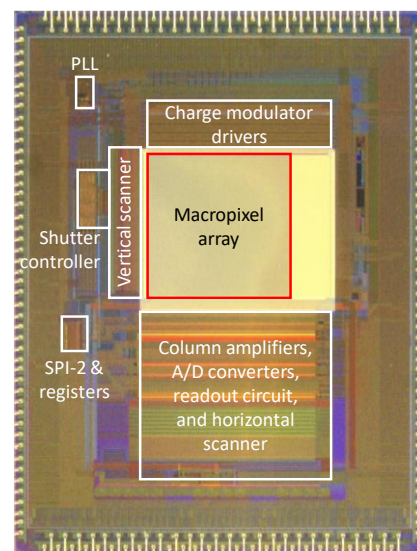 PLL
Charge modulator
drivers
Vertical scanner
Macropixel
array
Shutter
controller
SPI-2 &
registers
Column amplifiers,
A/D converters,
readout circuit,
and horizontal
scanner